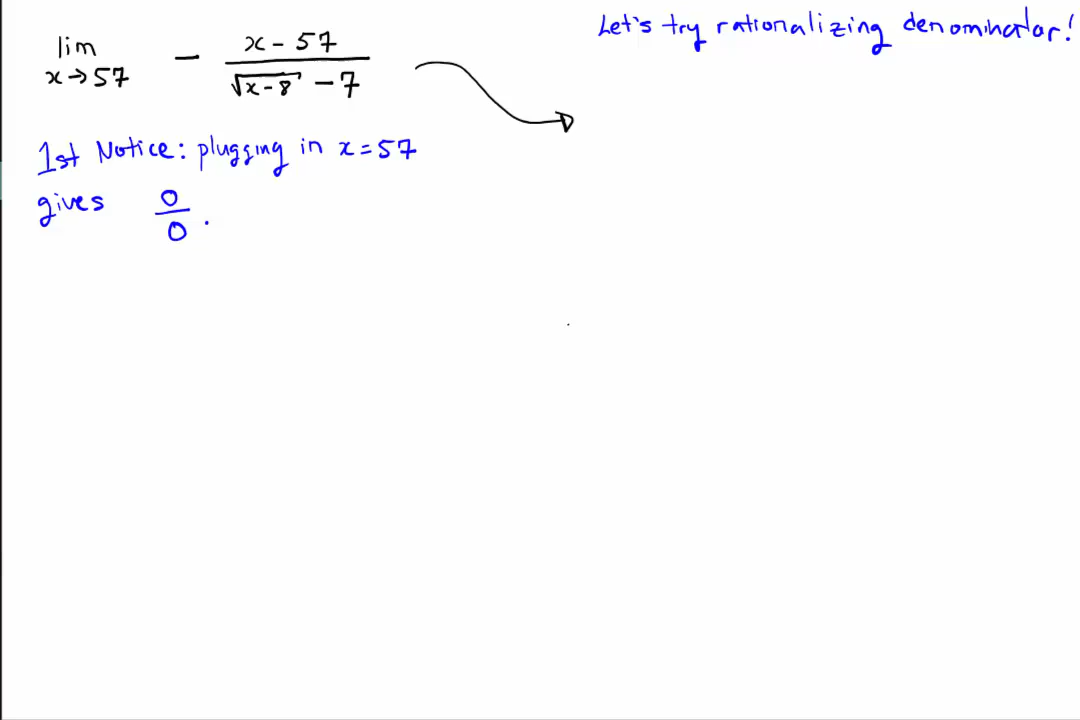 lim x→57 − (x − 57)/(√(x−8) − 7)
1st Notice: plugging in x = 57
gives 0/0.
Let's try rationalizing denominator!